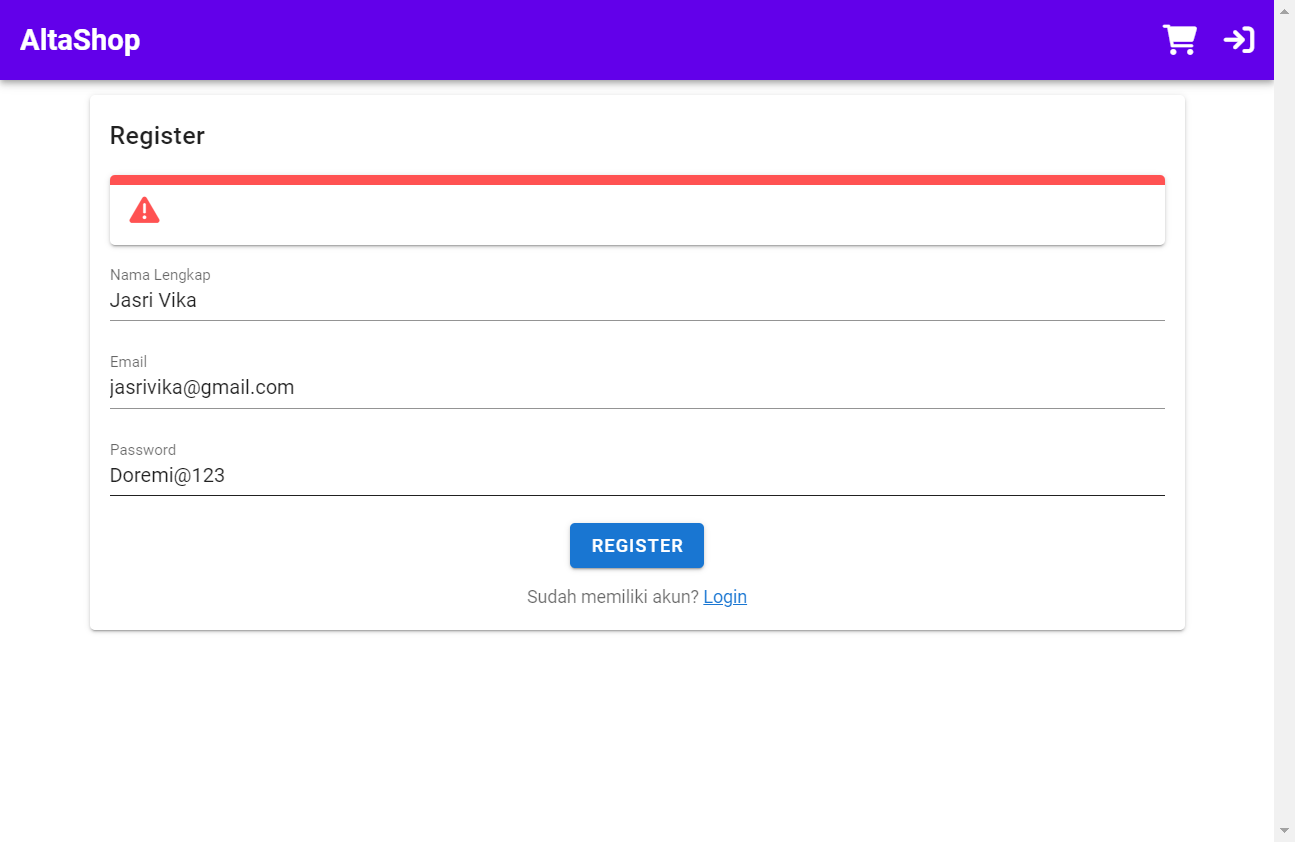 AltaShop
Register
Nama Lengkap
Jasri Vika
Email
jasrivika@gmail.com
Password
Doremi@123
REGISTER
Sudah memiliki akun? Login